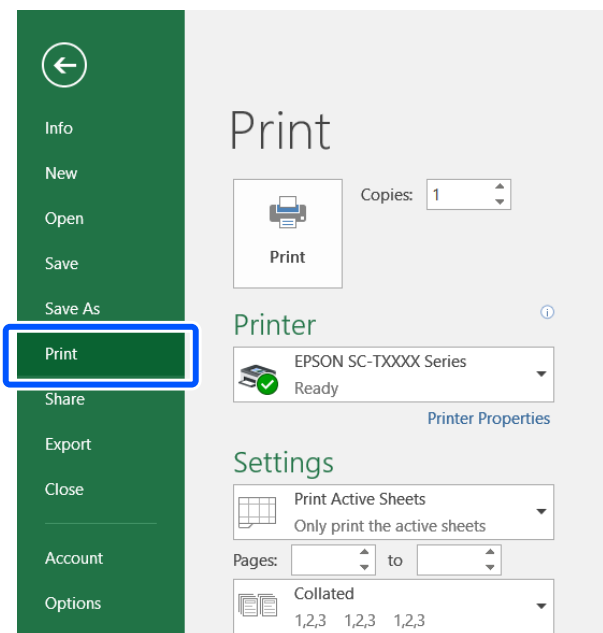 Info
New
Open
Save
Save As
Print
Share
Export
Close
Account
Options
Print
Copies: 1
Print
Printer
EPSON SC-TXXXX Series
Ready
Printer Properties
Settings
Print Active Sheets
Only print the active sheets
Pages: to
Collated
1,2,3 1,2,3 1,2,3